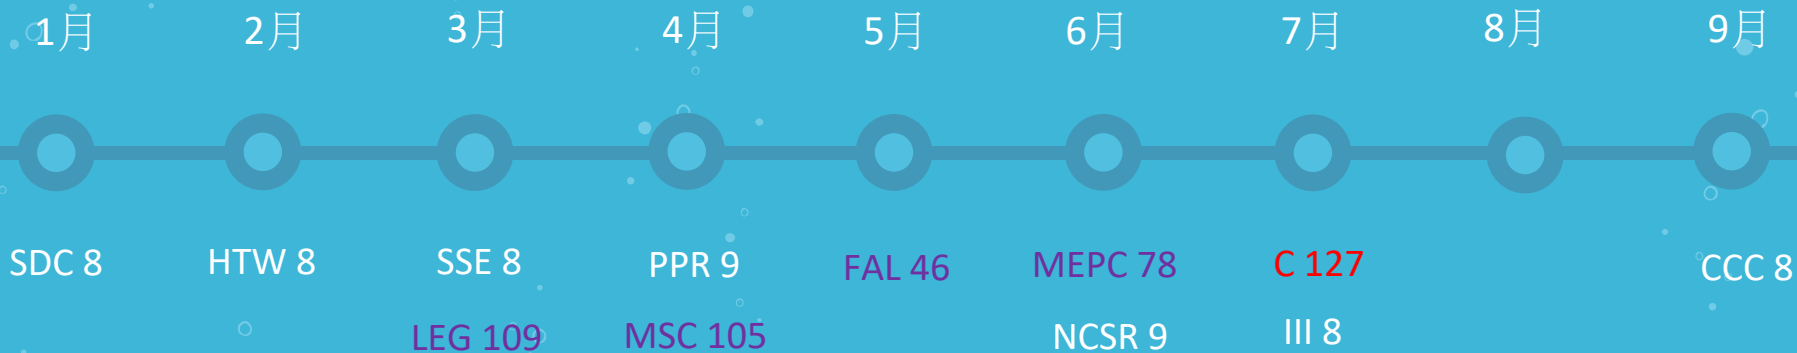 1月 2月 3月 4月 5月 6月 7月 8月 9月
SDC 8 HTW 8 SSE 8 PPR 9 FAL 46 MEPC 78 C 127 CCC 8
LEG 109 MSC 105 NCSR 9 III 8